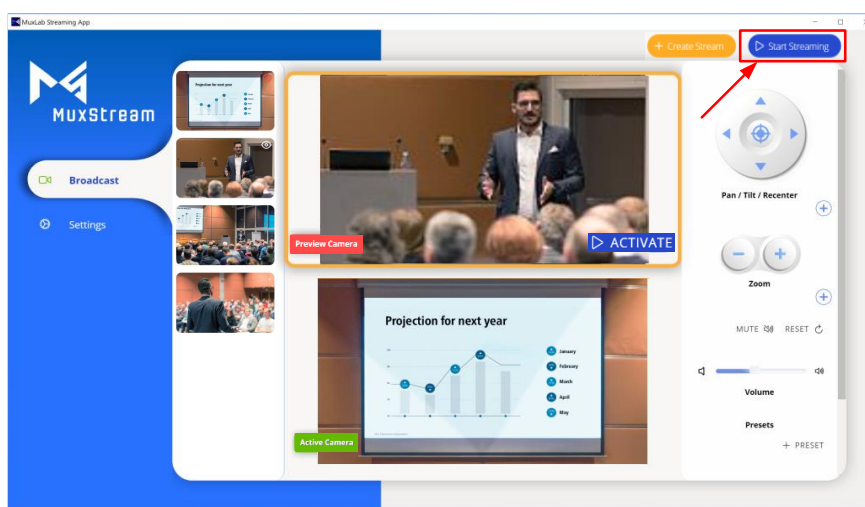 MuxLab Streaming App
+ Create Stream
Start Streaming
MuxStream
Broadcast
Settings
Projection for next year
Preview Camera
ACTIVATE
Pan / Tilt / Recenter
Zoom
MUTE
RESET
Volume
Presets
+ PRESET
Projection for next year
January
February
March
April
May
Active Camera